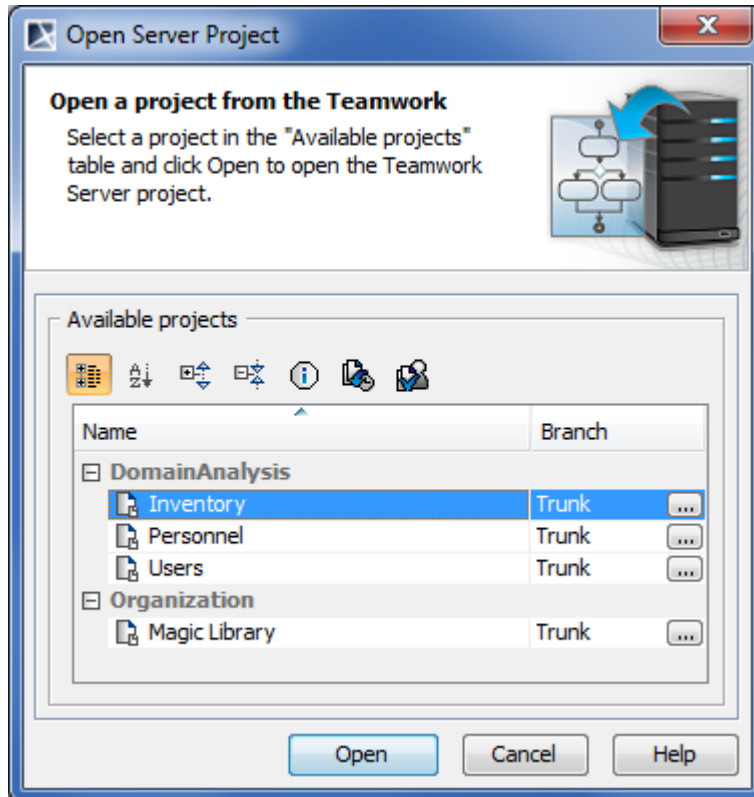 Open Server Project
Open a project from the Teamwork
Select a project in the "Available projects"
table and click Open to open the Teamwork
Server project.
Available projects
Name Branch
DomainAnalysis
Inventory Trunk ...
Personnel Trunk ...
Users Trunk ...
Organization
Magic Library Trunk ...
Open Cancel Help